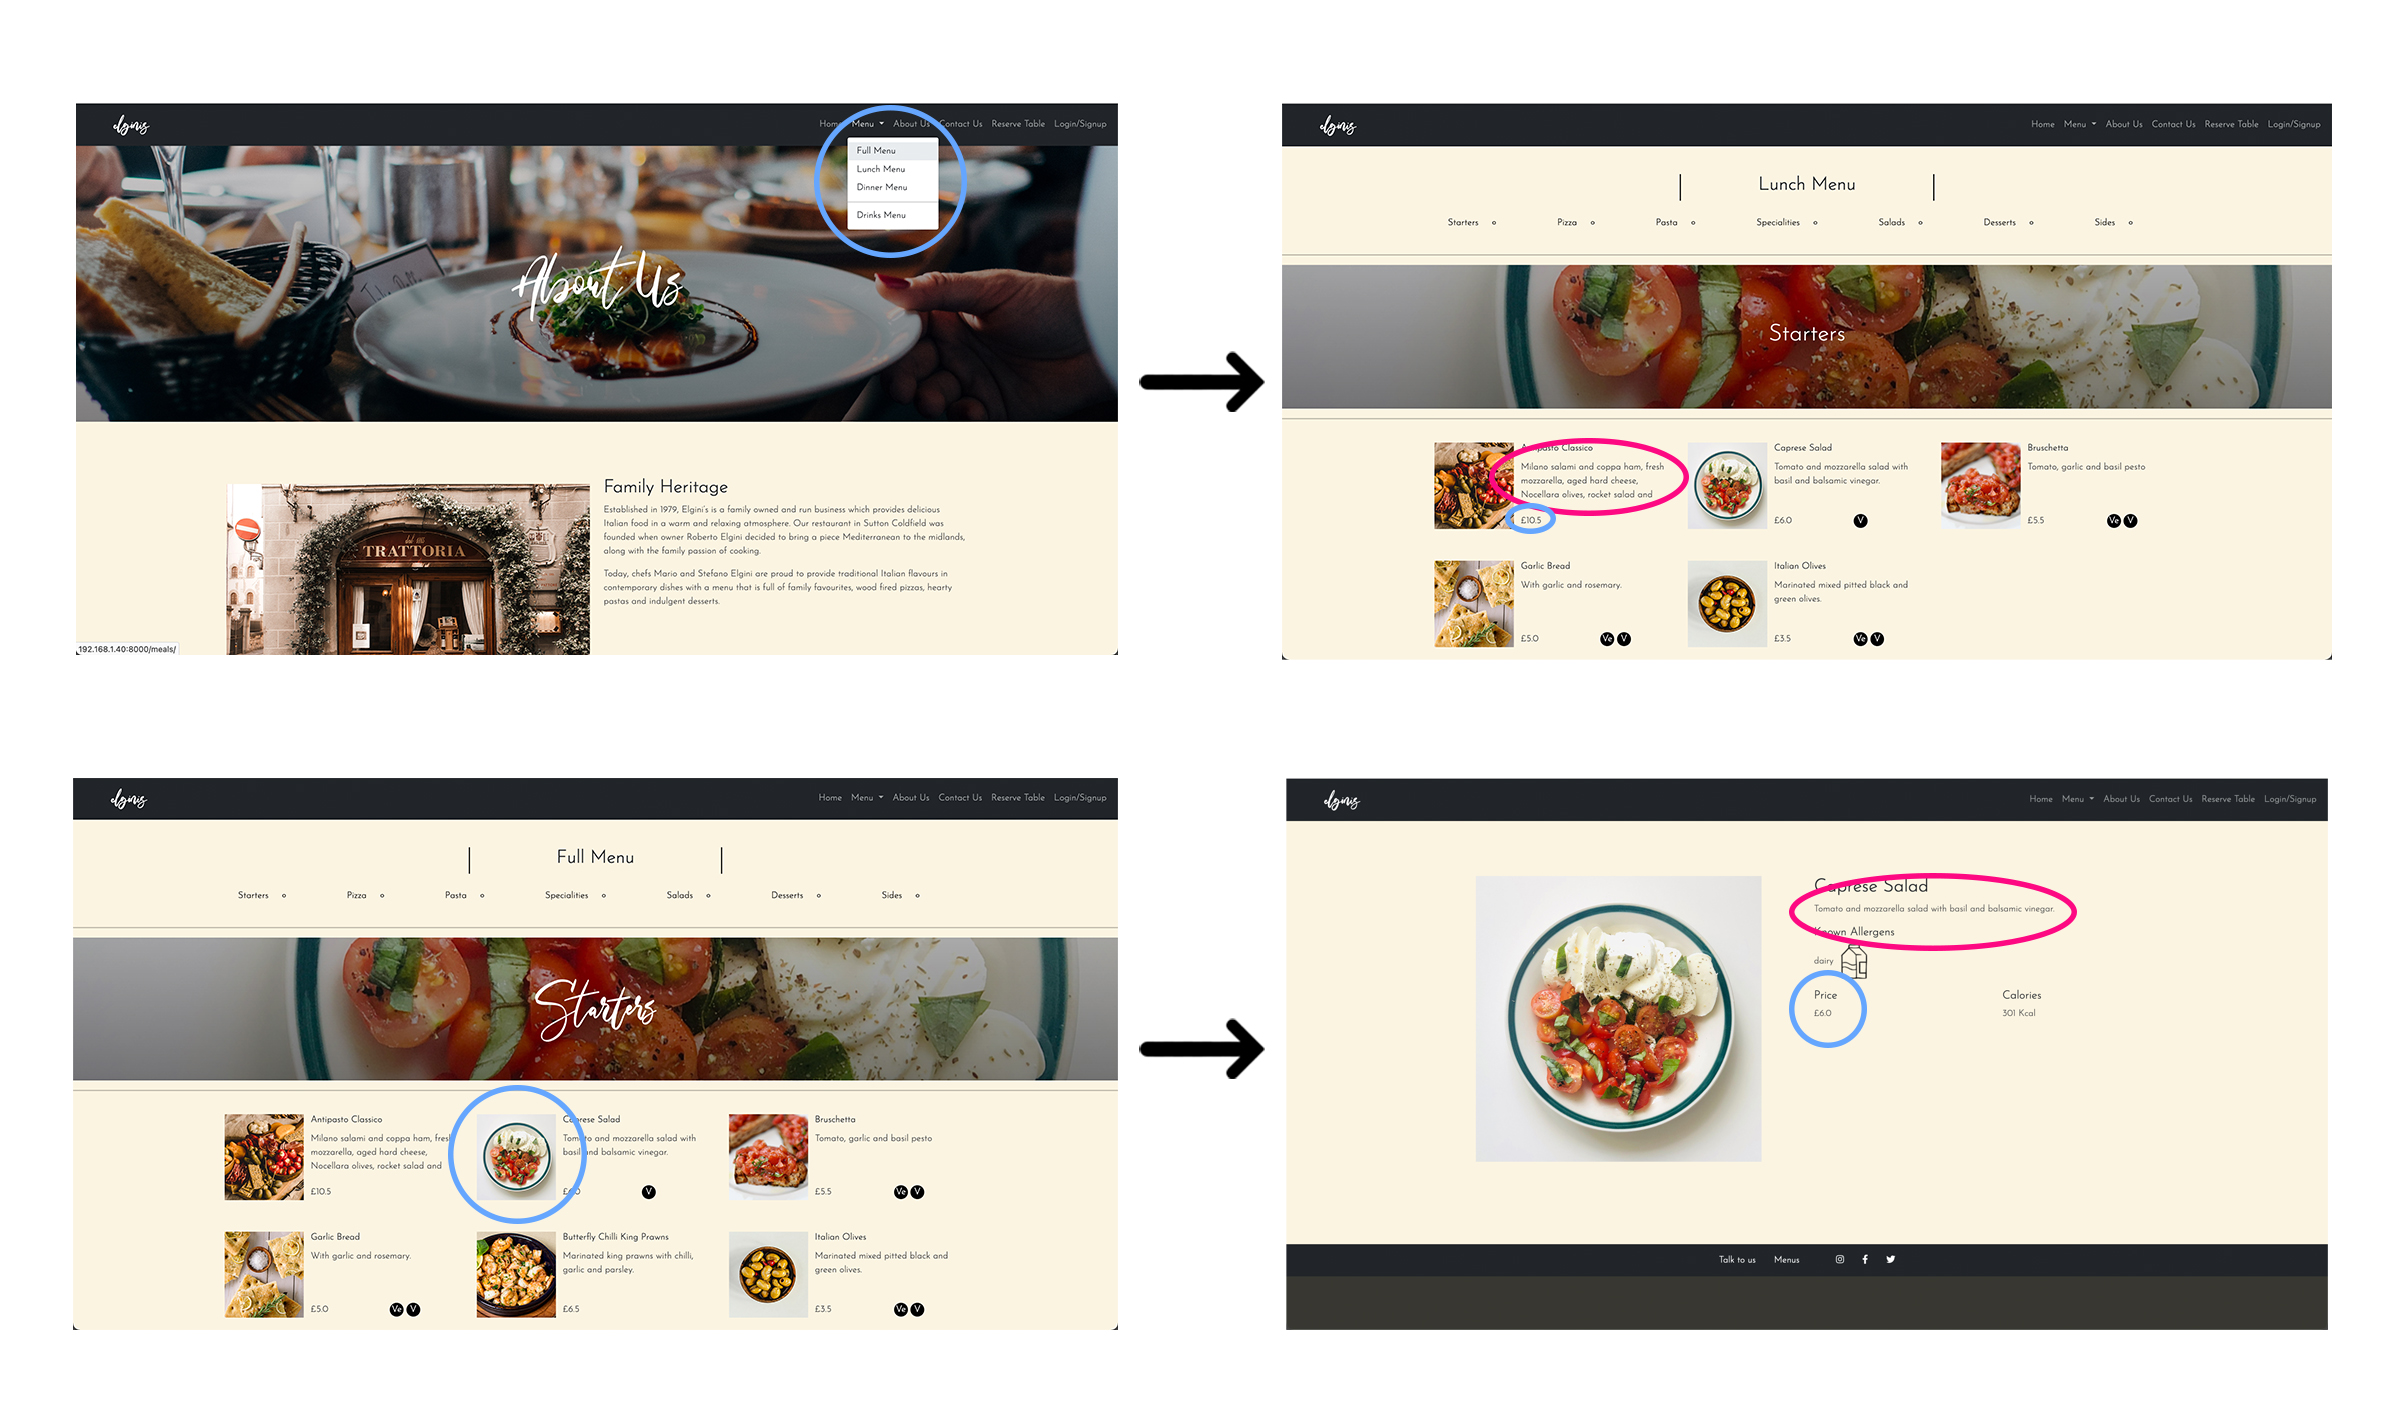 elginis
Home Menu About Us Contact Us Reserve Table Login/Signup
Full Menu
Lunch Menu
Dinner Menu
Drinks Menu
About Us
TRATTORIA
Family Heritage
Established in 1979, Elgini's is a family owned and run business which provides delicious
Italian food in a warm and relaxing atmosphere. Our restaurant in Sutton Coldfield was
founded when owner Roberto Elgini decided to bring a piece Mediterranean to the midlands,
along with the family passion of cooking.
Today, chefs Mario and Stefano Elgini are proud to provide traditional Italian flavours in
contemporary dishes with a menu that is full of family favourites, wood fired pizzas, hearty
pastas and indulgent desserts.
192.168.1.40:8000/meals/
elginis
Home Menu About Us Contact Us Reserve Table Login/Signup
Lunch Menu
Starters Pizza Pasta Specialities Salads Desserts Sides
Starters
Antipasto Classico
Milano salami and coppa ham, fresh
mozzarella, aged hard cheese,
Nocellara olives, rocket salad and
£10.5
Caprese Salad
Tomato and mozzarella salad with
basil and balsamic vinegar.
£6.0 V
Bruschetta
Tomato, garlic and basil pesto
£5.5 Ve V
Garlic Bread
With garlic and rosemary.
£5.0 Ve V
Italian Olives
Marinated mixed pitted black and
green olives.
£3.5 Ve V
elginis
Home Menu About Us Contact Us Reserve Table Login/Signup
Full Menu
Starters Pizza Pasta Specialities Salads Desserts Sides
Starters
Antipasto Classico
Milano salami and coppa ham, fresh
mozzarella, aged hard cheese,
Nocellara olives, rocket salad and
£10.5
Caprese Salad
Tomato and mozzarella salad with
basil and balsamic vinegar.
£6.0 V
Bruschetta
Tomato, garlic and basil pesto
£5.5 Ve V
Garlic Bread
With garlic and rosemary.
£5.0 Ve V
Butterfly Chilli King Prawns
Marinated king prawns with chilli,
garlic and parsley.
£6.5
Italian Olives
Marinated mixed pitted black and
green olives.
£3.5 Ve V
elginis
Home Menu About Us Contact Us Reserve Table Login/Signup
Caprese Salad
Tomato and mozzarella salad with basil and balsamic vinegar.
Known Allergens
dairy
Price
£6.0
Calories
301 Kcal
Talk to us Menus